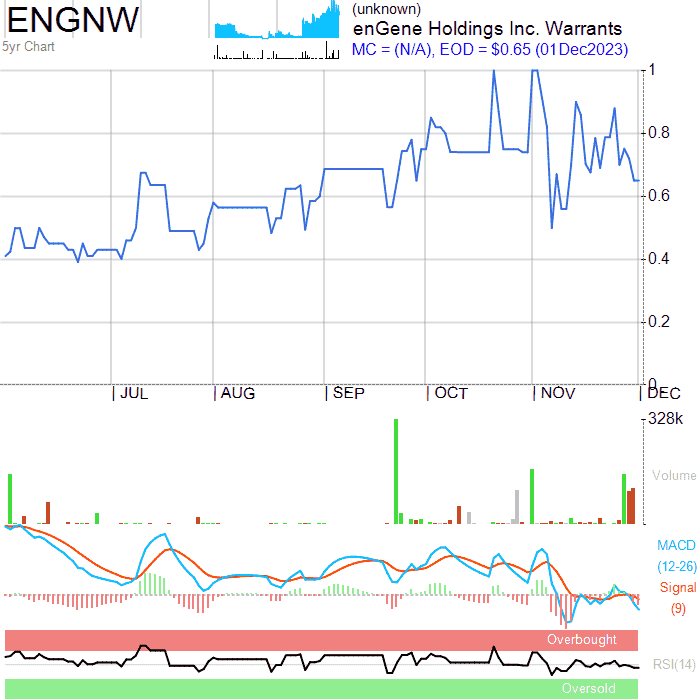 ENGNW
(unknown)
enGene Holdings Inc. Warrants
5yr Chart
MC = (N/A), EOD = $0.65 (01Dec2023)
1
0.8
0.6
0.4
0.2
0
JUL AUG SEP OCT NOV DEC
328k
Volume
MACD
(12-26)
Signal
(9)
Overbought
RSI(14)
Oversold